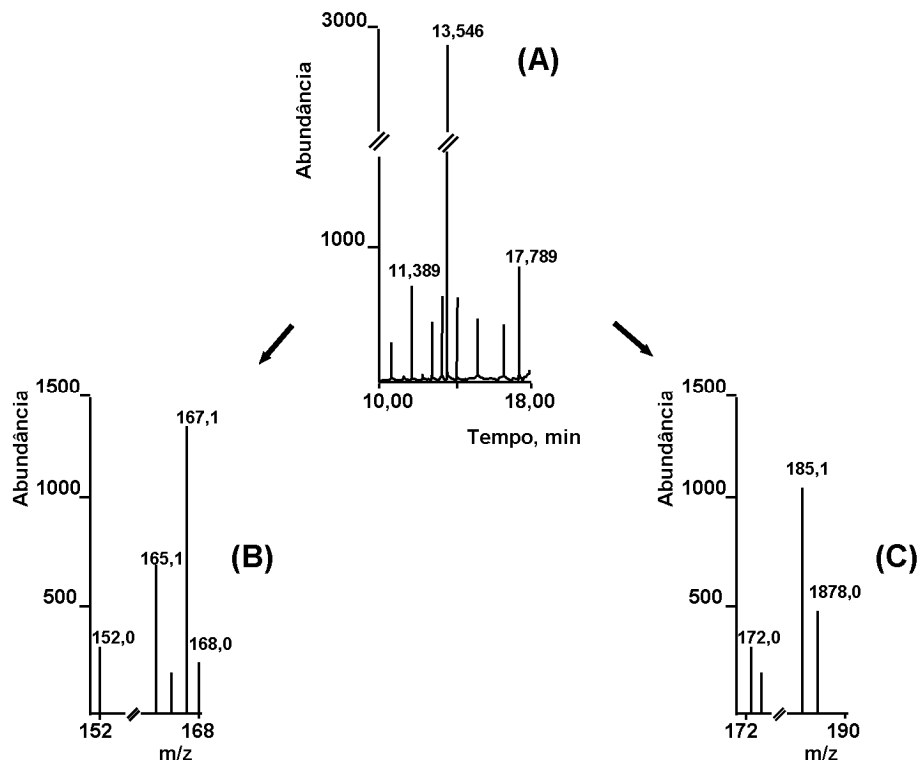 3000
13,546
(A)
Abundância
1000
11,389
17,789
10,00
18,00
Tempo, min
1500
Abundância
167,1
1000
165,1
(B)
500
152,0
168,0
152
168
m/z
1500
Abundância
185,1
1000
(C)
500
1878,0
172,0
172
190
m/z